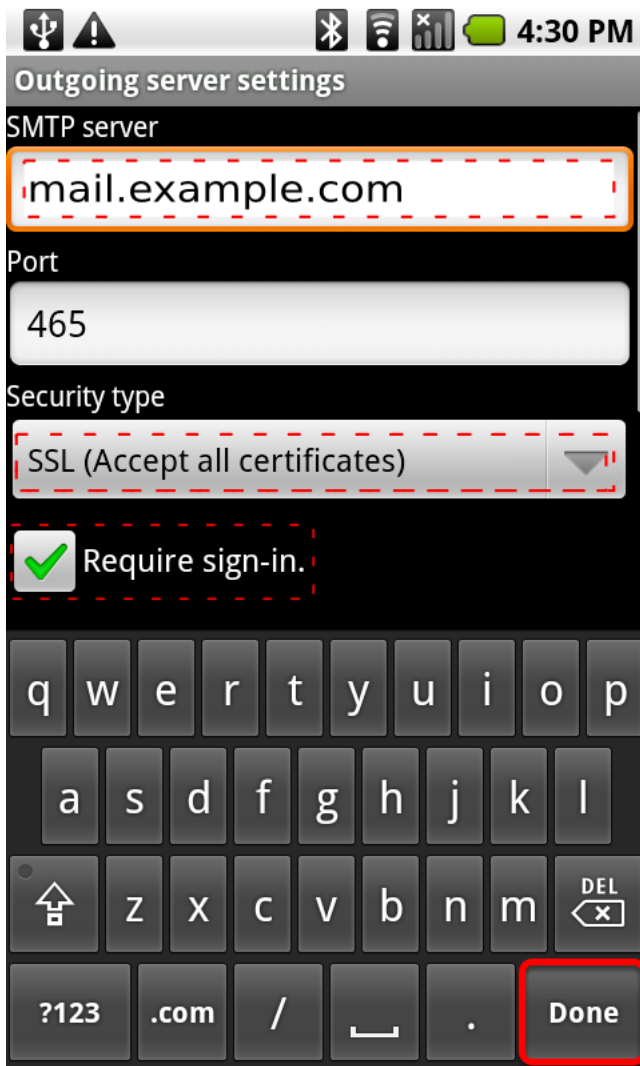 4:30 PM
Outgoing server settings
SMTP server
mail.example.com
Port
465
Security type
SSL (Accept all certificates)
Require sign-in.
q w e r t y u i o p
a s d f g h j k l
z x c v b n m DEL
?123 .com / . Done